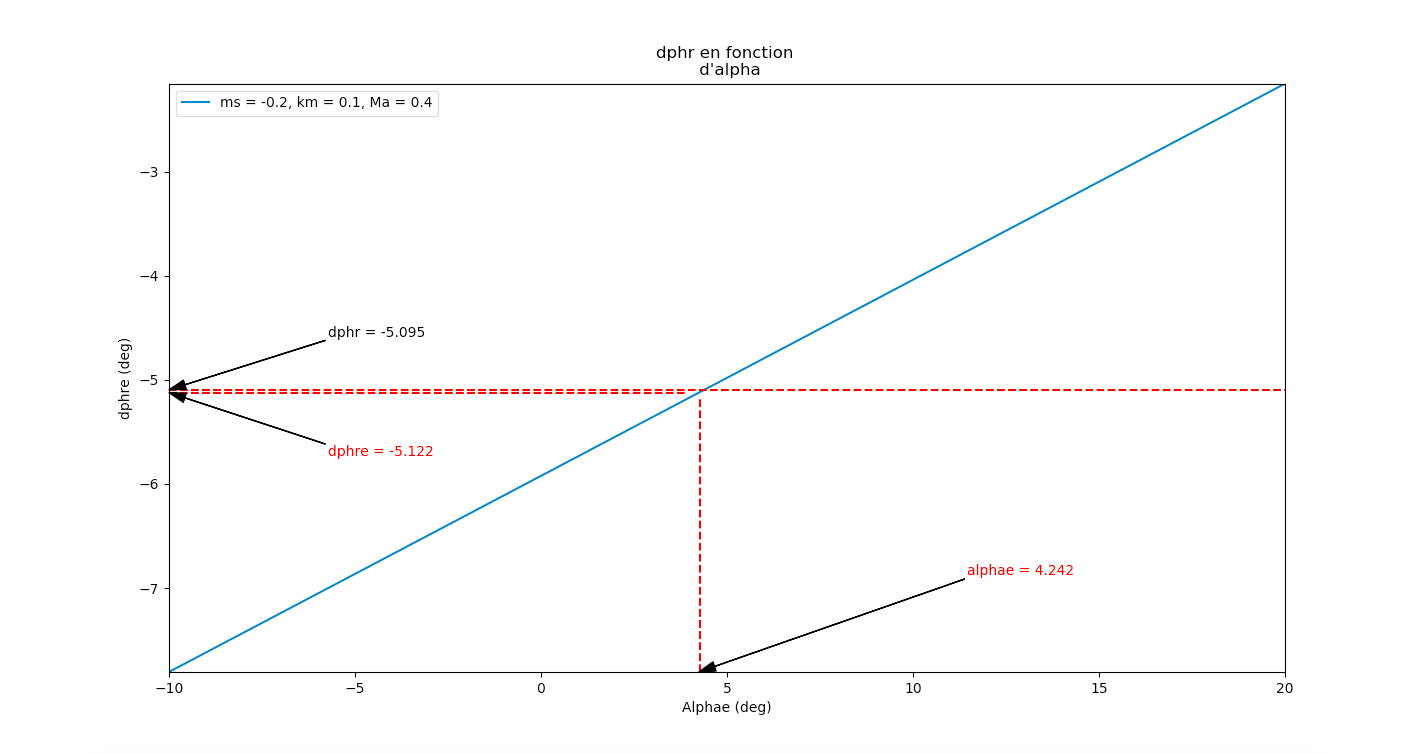 dphr en fonction
d'alpha
ms = -0.2, km = 0.1, Ma = 0.4
−3
−4
dphr = -5.095
−5
dphre (deg)
dphre = -5.122
−6
alphae = 4.242
−7
−10 −5 0 5 10 15 20
Alphae (deg)